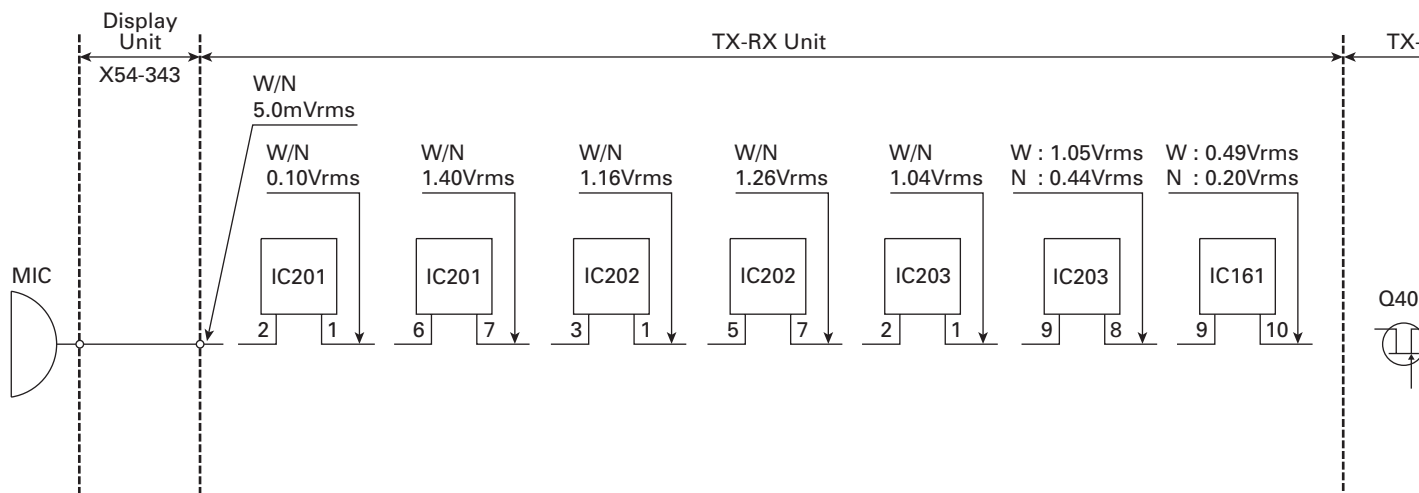 Display
Unit
X54-343
TX-RX Unit
TX-
W/N
5.0mVrms
W/N
0.10Vrms
W/N
1.40Vrms
W/N
1.16Vrms
W/N
1.26Vrms
W/N
1.04Vrms
W : 1.05Vrms
N : 0.44Vrms
W : 0.49Vrms
N : 0.20Vrms
MIC
IC201
2 1
IC201
6 7
IC202
3 1
IC202
5 7
IC203
2 1
IC203
9 8
IC161
9 10
Q40